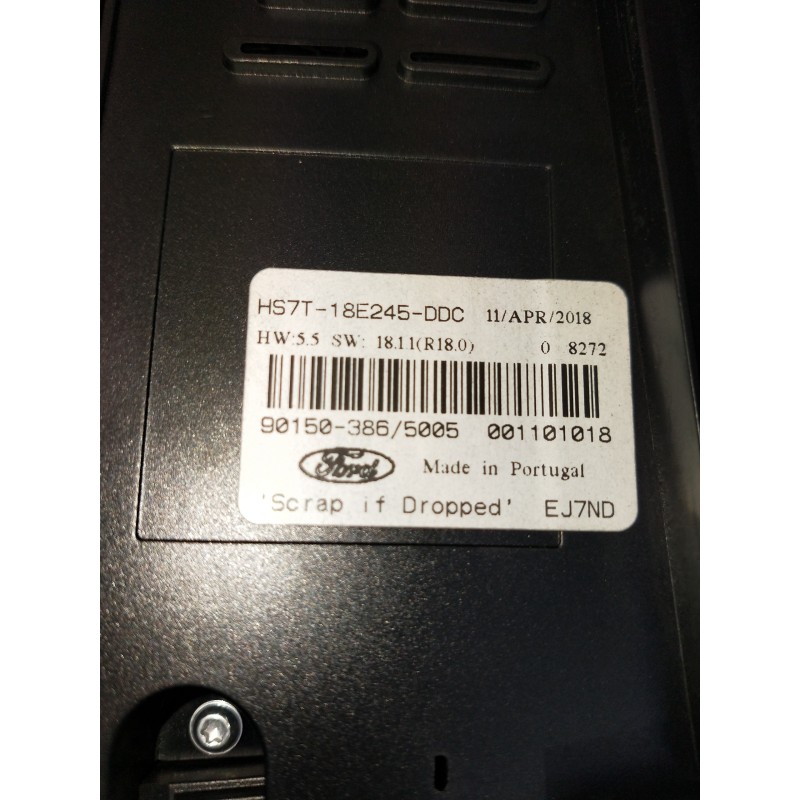 HS7T-18E245-DDC 11/APR/2018
HW:5.5 SW: 18.11(R18.0) 0 8272
90150-386/5005 001101018
Ford Made in Portugal
'Scrap if Dropped' EJ7ND